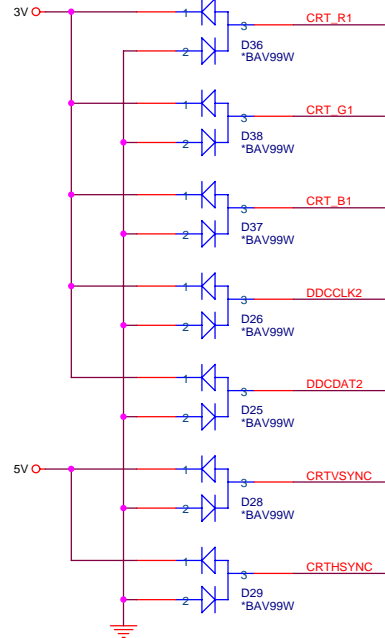 3V
1
3
CRT_R1
2
D36
*BAV99W
1
3
CRT_G1
2
D38
*BAV99W
1
3
CRT_B1
2
D37
*BAV99W
1
3
DDCCLK2
2
D26
*BAV99W
1
3
DDCDAT2
2
D25
*BAV99W
5V
1
3
CRTVSYNC
2
D28
*BAV99W
1
3
CRTHSYNC
2
D29
*BAV99W